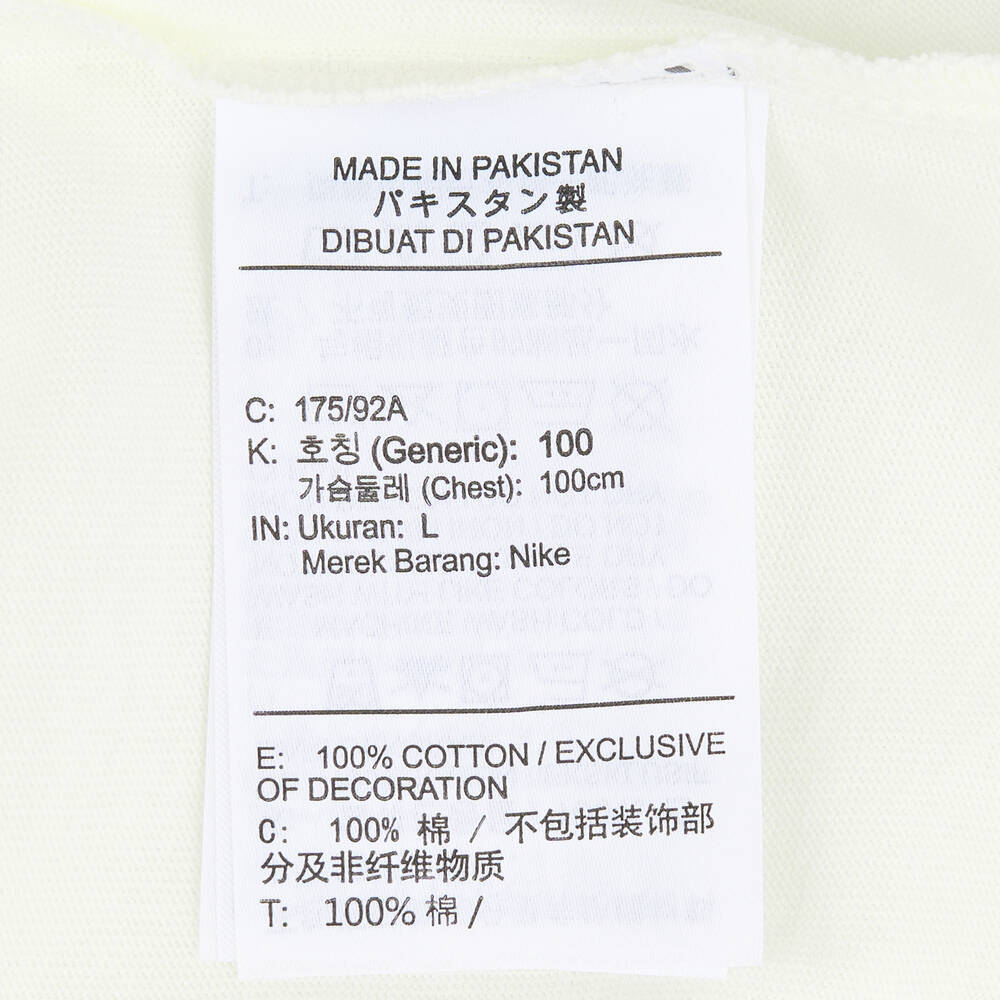 MADE IN PAKISTAN
パキスタン製
DIBUAT DI PAKISTAN
C: 175/92A
K: 호칭 (Generic): 100
가슴둘레 (Chest): 100cm
IN: Ukuran: L
Merek Barang: Nike
E: 100% COTTON / EXCLUSIVE
OF DECORATION
C: 100% 棉 / 不包括装饰部
分及非纤维物质
T: 100% 棉 /